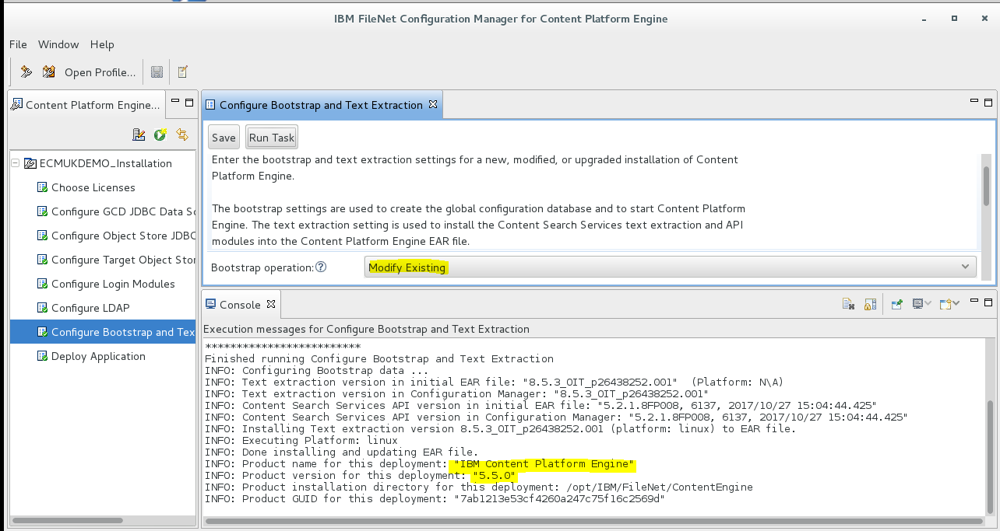 IBM FileNet Configuration Manager for Content Platform Engine
File Window Help
Open Profile...
Content Platform Engine...
ECMUKDEMO_Installation
Choose Licenses
Configure GCD JDBC Data So
Configure Object Store JDBC
Configure Target Object Stor
Configure Login Modules
Configure LDAP
Configure Bootstrap and Tex
Deploy Application
Configure Bootstrap and Text Extraction
Save Run Task
Enter the bootstrap and text extraction settings for a new, modified, or upgraded installation of Content
Platform Engine.
The bootstrap settings are used to create the global configuration database and to start Content Platform
Engine. The text extraction setting is used to install the Content Search Services text extraction and API
modules into the Content Platform Engine EAR file.
Bootstrap operation: Modify Existing
Console
Execution messages for Configure Bootstrap and Text Extraction
*************************
Finished running Configure Bootstrap and Text Extraction
INFO: Configuring Bootstrap data ...
INFO: Text extraction version in initial EAR file: "8.5.3_OIT_p26438252.001"  (Platform: N\A)
INFO: Text extraction version in Configuration Manager: "8.5.3_OIT_p26438252.001"
INFO: Content Search Services API version in initial EAR file: "5.2.1.8FP008, 6137, 2017/10/27 15:04:44.425"
INFO: Content Search Services API version in Configuration Manager: "5.2.1.8FP008, 6137, 2017/10/27 15:04:44.425"
INFO: Installing Text extraction version 8.5.3_OIT_p26438252.001 (platform: linux) to EAR file.
INFO: Executing Platform: linux
INFO: Done installing and updating EAR file.
INFO: Product name for this deployment: "IBM Content Platform Engine"
INFO: Product version for this deployment: "5.5.0"
INFO: Product installation directory for this deployment: /opt/IBM/FileNet/ContentEngine
INFO: Product GUID for this deployment: "7ab1213e53cf4260a247c75f16c2569d"